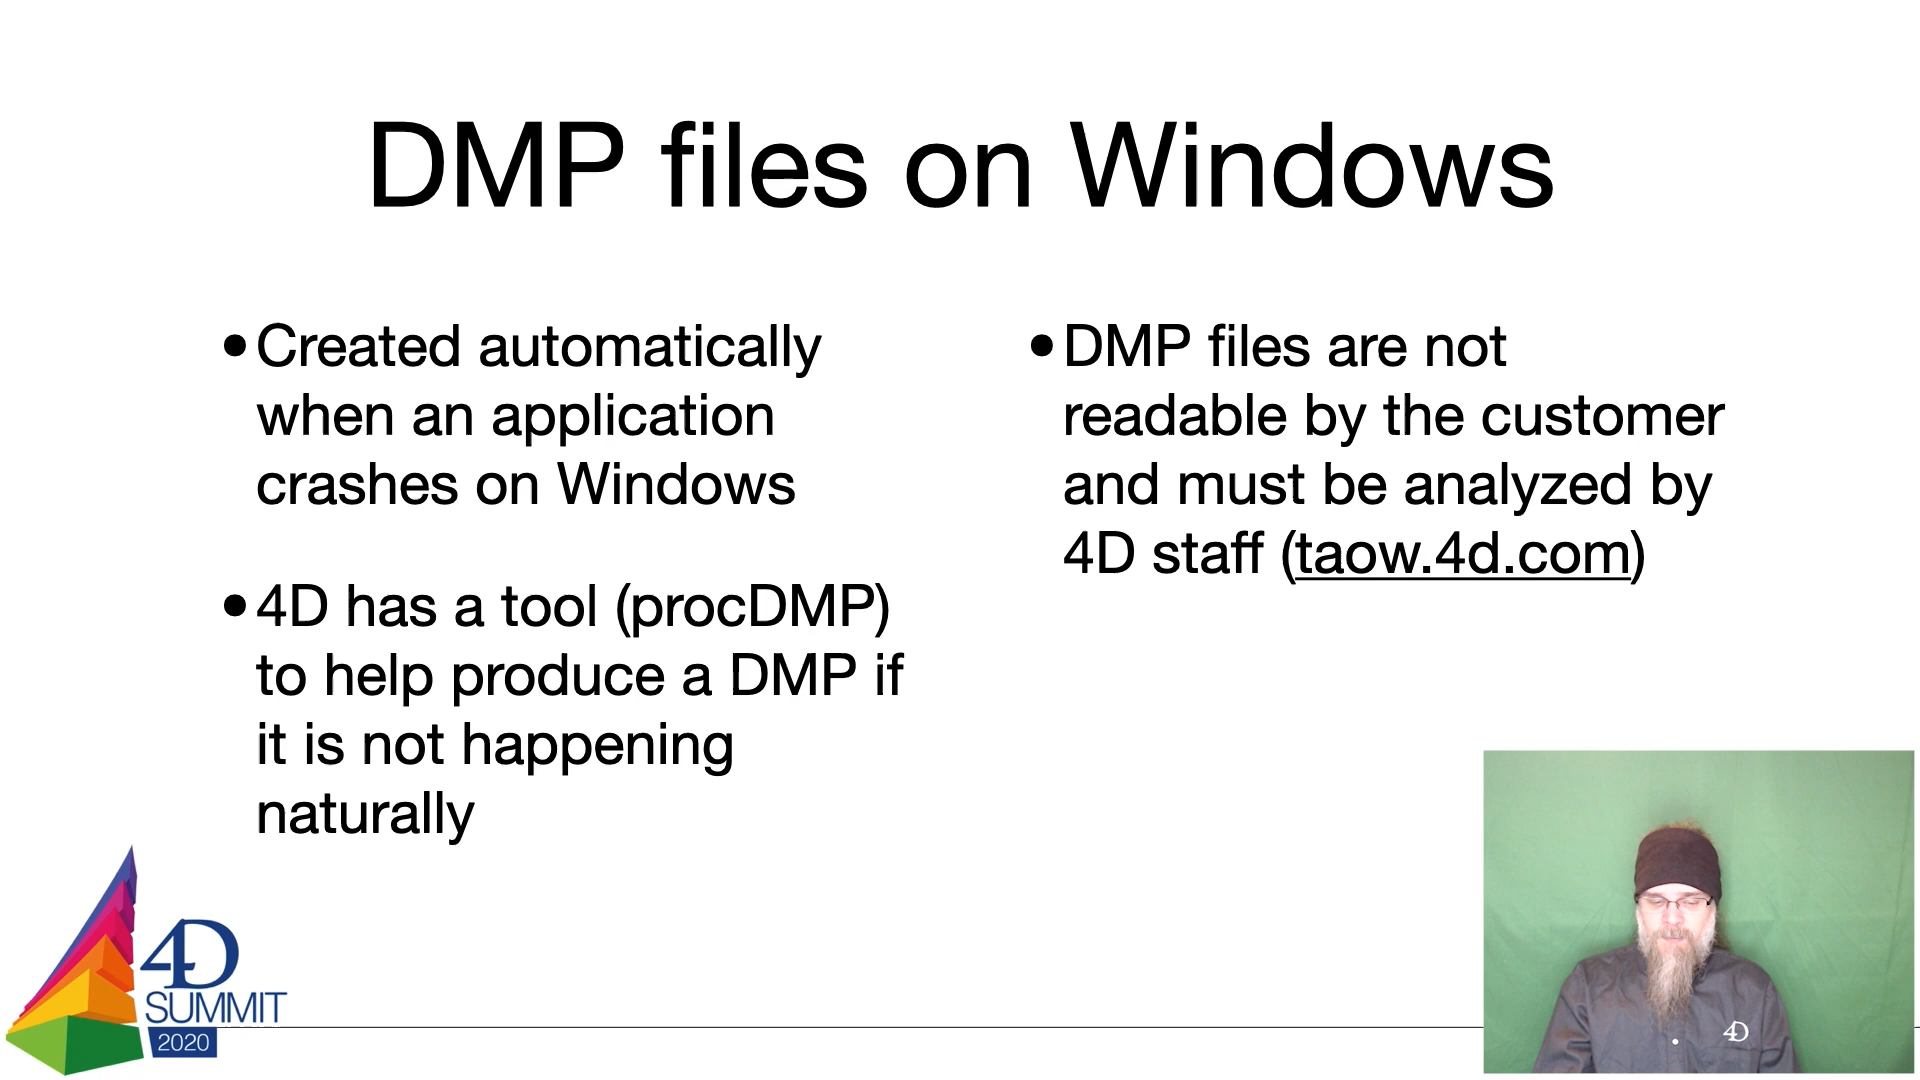 DMP files on Windows
•Created automatically
when an application
crashes on Windows
•4D has a tool (procDMP)
to help produce a DMP if
it is not happening
naturally
•DMP files are not
readable by the customer
and must be analyzed by
4D staff (taow.4d.com)
4D
SUMMIT
2020
4D